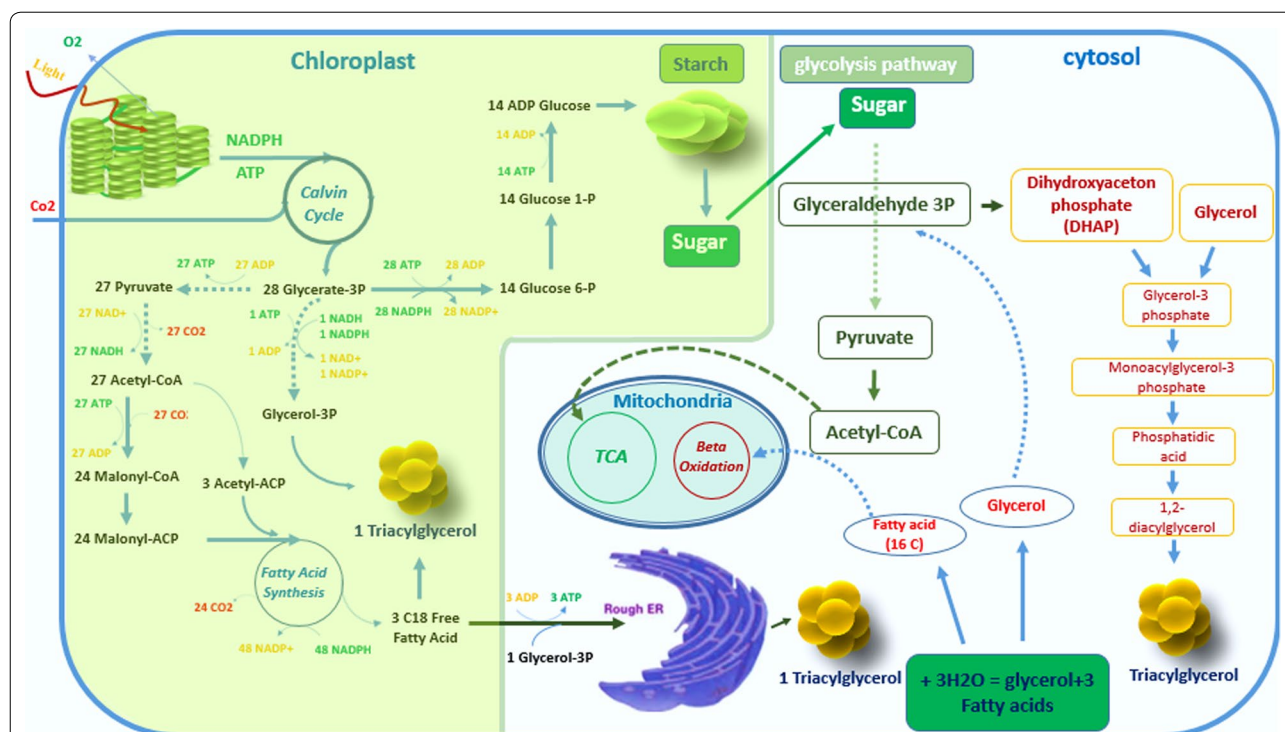 O2
Light
Chloroplast
NADPH
ATP
Co2
Calvin
Cycle
14 ADP Glucose
14 ADP
14 ATP
14 Glucose 1-P
14 Glucose 6-P
Starch
Sugar
27 ATP
27 ADP
27 Pyruvate
28 Glycerate-3P
28 ATP
28 ADP
28 NADPH
28 NADP+
27 NAD+
27 CO2
27 NADH
1 ATP
1 NADH
1 NADPH
1 ADP
1 NAD+
1 NADP+
27 Acetyl-CoA
27 ATP
27 CO
27 ADP
Glycerol-3P
24 Malonyl-CoA
3 Acetyl-ACP
24 Malonyl-ACP
1 Triacylglycerol
Fatty Acid
Synthesis
24 CO2
48 NADP+
48 NADPH
3 C18 Free
Fatty Acid
glycolysis pathway
Sugar
cytosol
Glyceraldehyde 3P
Dihydroxyaceton
phosphate
(DHAP)
Glycerol
Glycerol-3
phosphate
Pyruvate
Monoacylglycerol-3
phosphate
Mitochondria
TCA
Beta
Oxidation
Acetyl-CoA
Phosphatidic
acid
Fatty acid
(16 C)
Glycerol
1,2-
diacylglycerol
3 ADP
3 ATP
1 Glycerol-3P
Rough ER
1 Triacylglycerol
+ 3H2O = glycerol+3
Fatty acids
Triacylglycerol